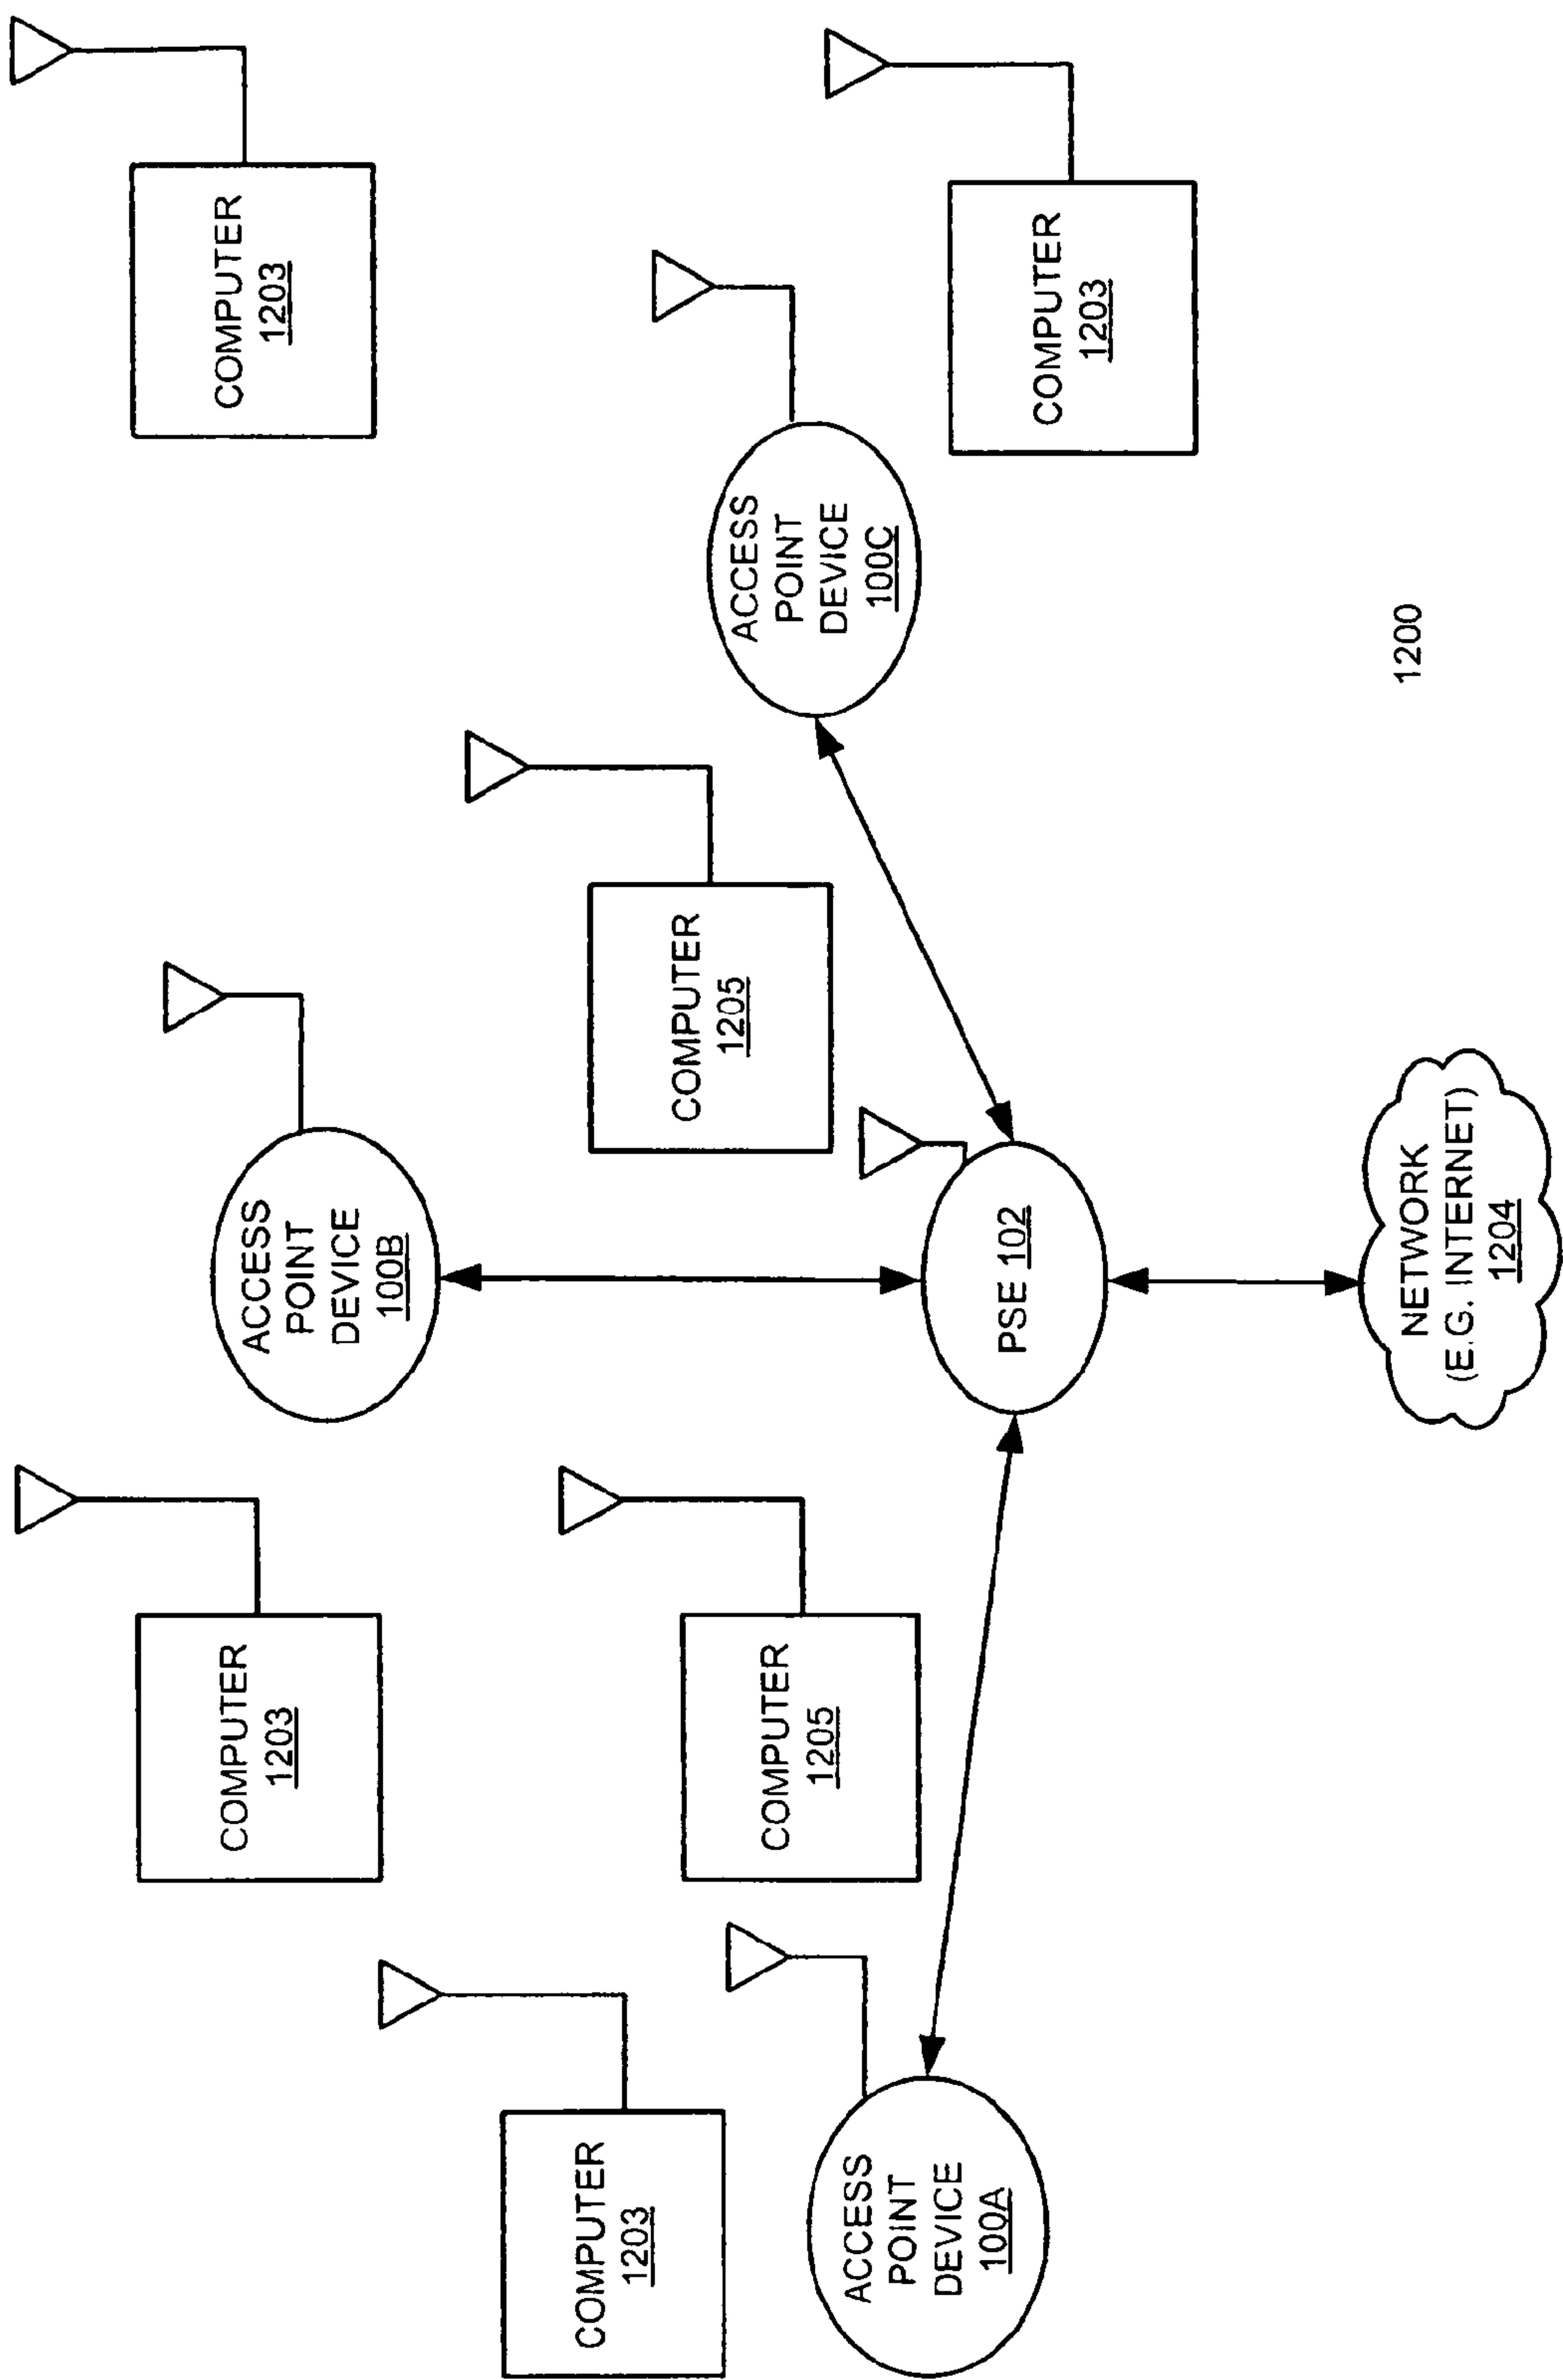 COMPUTER
1203
ACCESS
POINT
DEVICE
100B
COMPUTER
1203
COMPUTER
1203
COMPUTER
1205
COMPUTER
1205
ACCESS
POINT
DEVICE
100C
ACCESS
POINT
DEVICE
100A
PSE 102
COMPUTER
1203
NETWORK
(E.G. INTERNET)
1204
1200